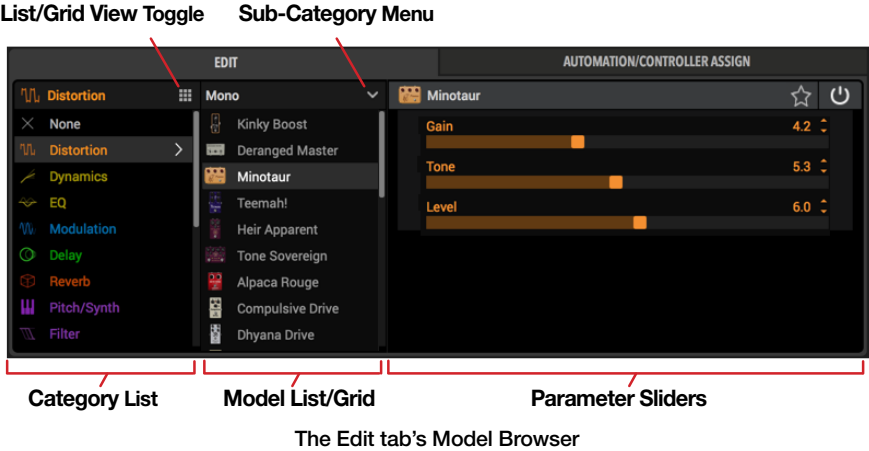 List/Grid View Toggle Sub-Category Menu
EDIT AUTOMATION/CONTROLLER ASSIGN
Distortion Mono Minotaur
None Kinky Boost Gain 4.2
Distortion Deranged Master
Dynamics Minotaur Tone 5.3
EQ Teemah!
Modulation Heir Apparent Level 6.0
Delay Tone Sovereign
Reverb Alpaca Rouge
Pitch/Synth Compulsive Drive
Filter Dhyana Drive
Category List Model List/Grid Parameter Sliders
The Edit tab's Model Browser